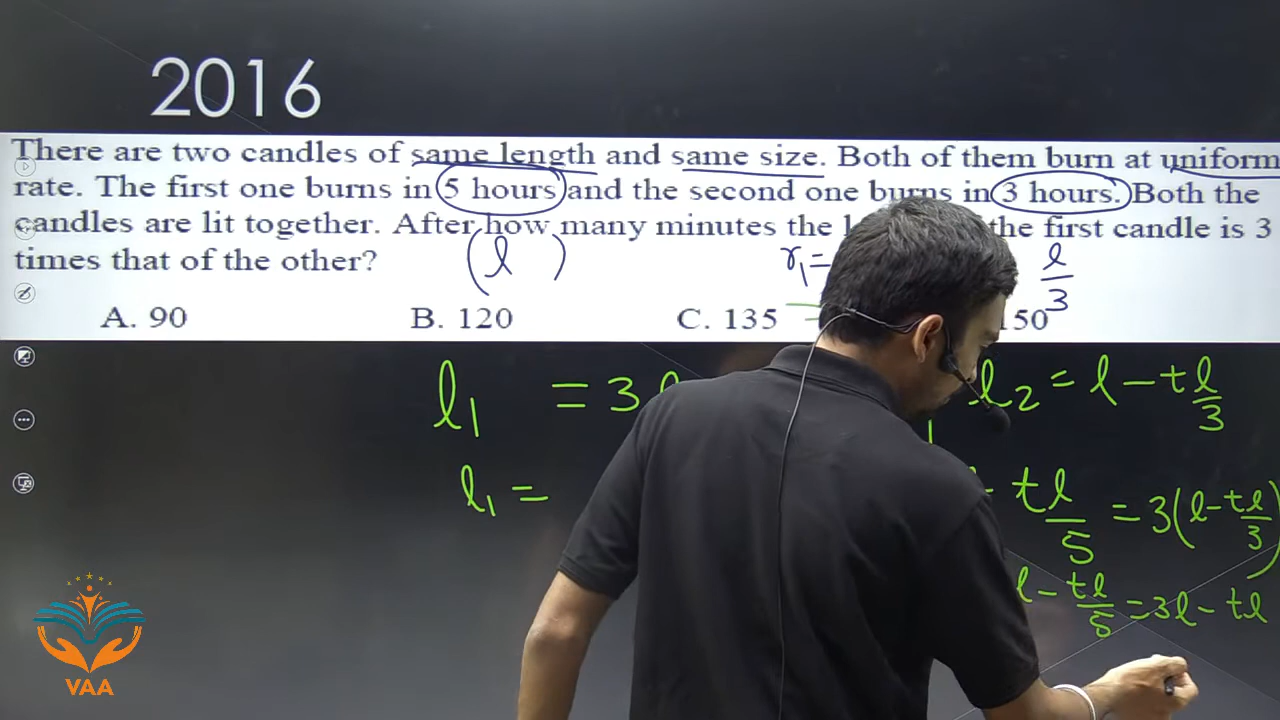 2016
There are two candles of same length and same size. Both of them burn at uniform
rate. The first one burns in 5 hours and the second one burns in 3 hours. Both the
candles are lit together. After how many minutes the the first candle is 3
times that of the other?
(l) r₁= l/3
A. 90 B. 120 C. 135 150
l₁ = 3 l₂ = l - t l/3
l₁ = - tl/5 = 3(l - tl/3)
l - tl/5 = 3l - tl
VAA